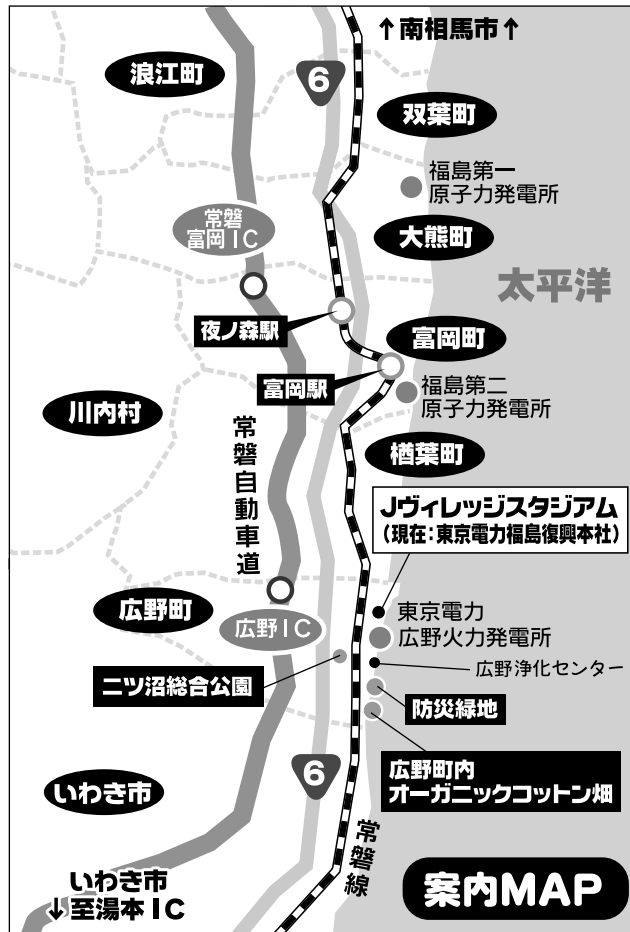 ↑南相馬市↑
浪江町
6
双葉町
福島第一
原子力発電所
常磐
富岡IC
大熊町
太平洋
夜ノ森駅
富岡町
富岡駅
福島第二
原子力発電所
川内村
常磐自動車道
楢葉町
Jヴィレッジスタジアム
(現在:東京電力福島復興本社)
広野町
東京電力
広野火力発電所
広野IC
広野浄化センター
二ツ沼総合公園
防災緑地
広野町内
オーガニックコットン畑
6
いわき市
常磐線
いわき市
↓至湯本IC
案内MAP